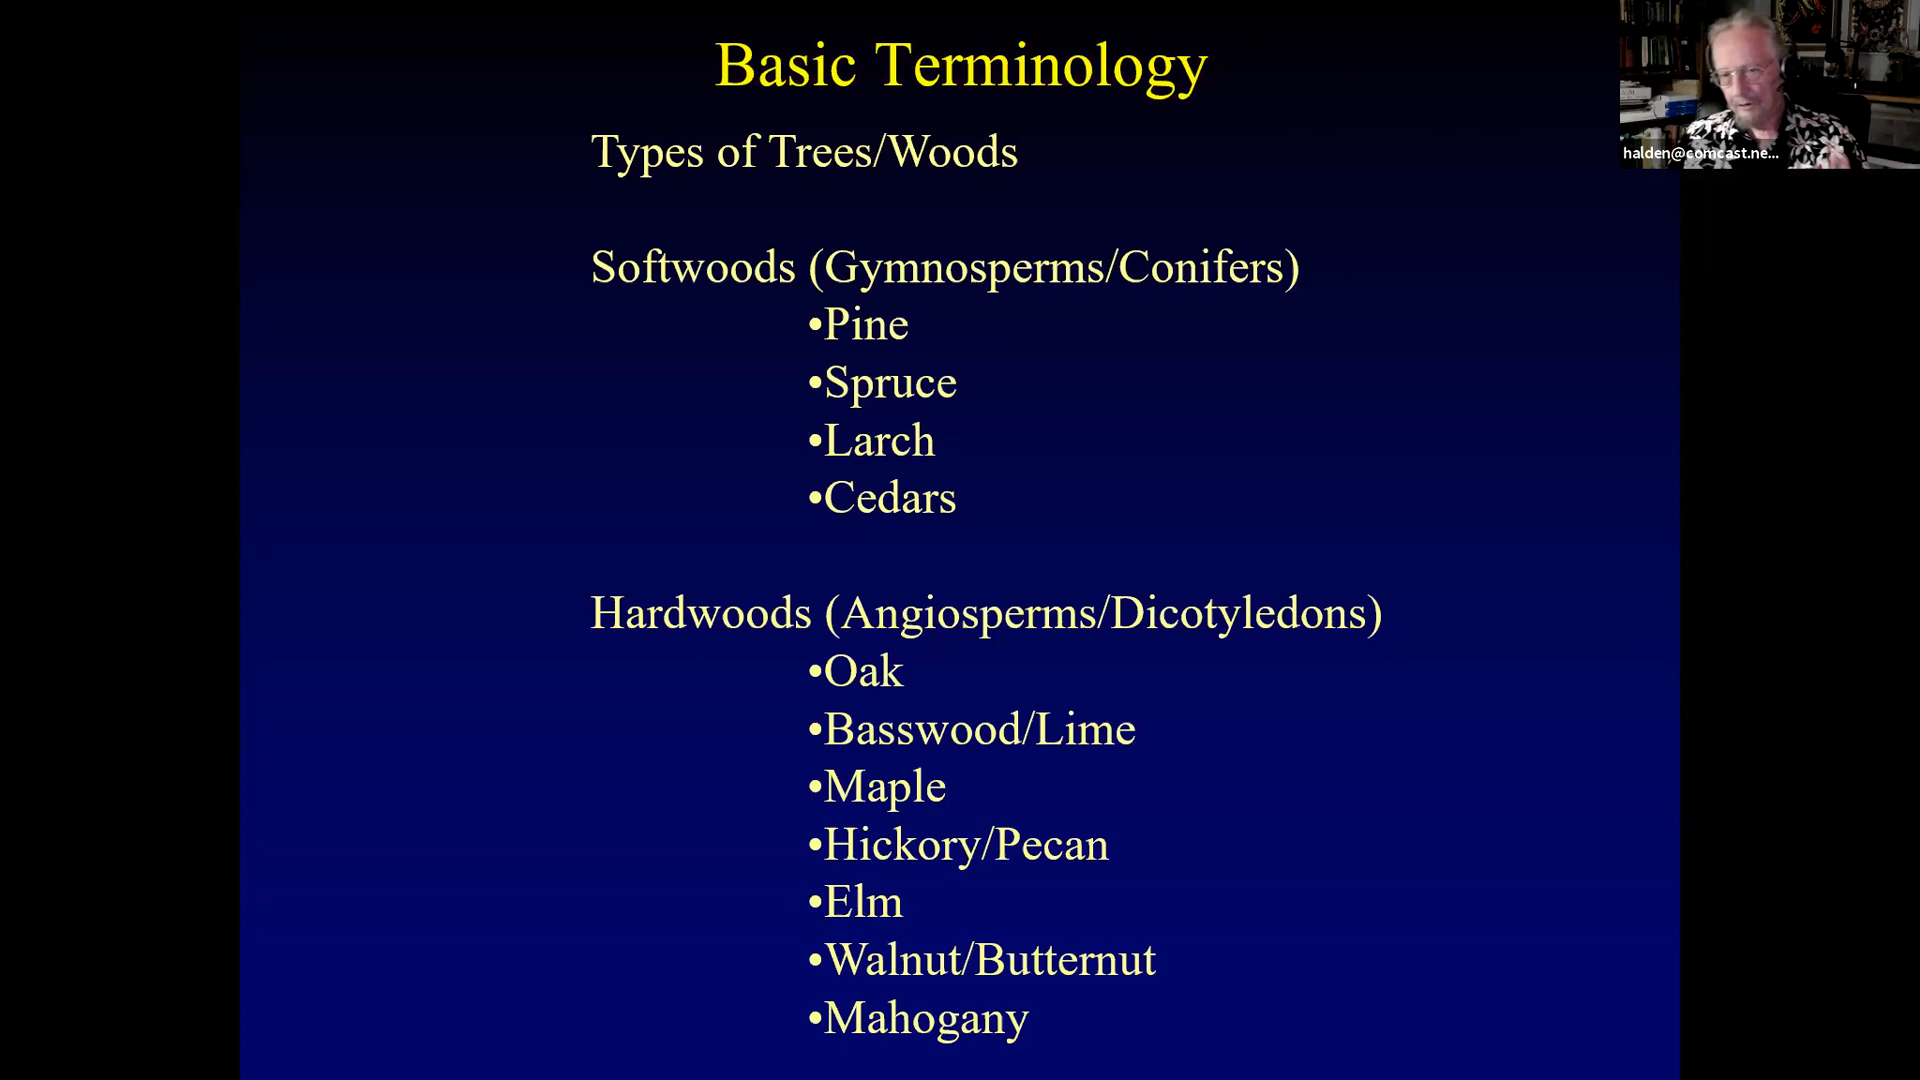 Basic Terminology
halden@comcast.ne...
Types of Trees/Woods
Softwoods (Gymnosperms/Conifers)
•Pine
•Spruce
•Larch
•Cedars
Hardwoods (Angiosperms/Dicotyledons)
•Oak
•Basswood/Lime
•Maple
•Hickory/Pecan
•Elm
•Walnut/Butternut
•Mahogany